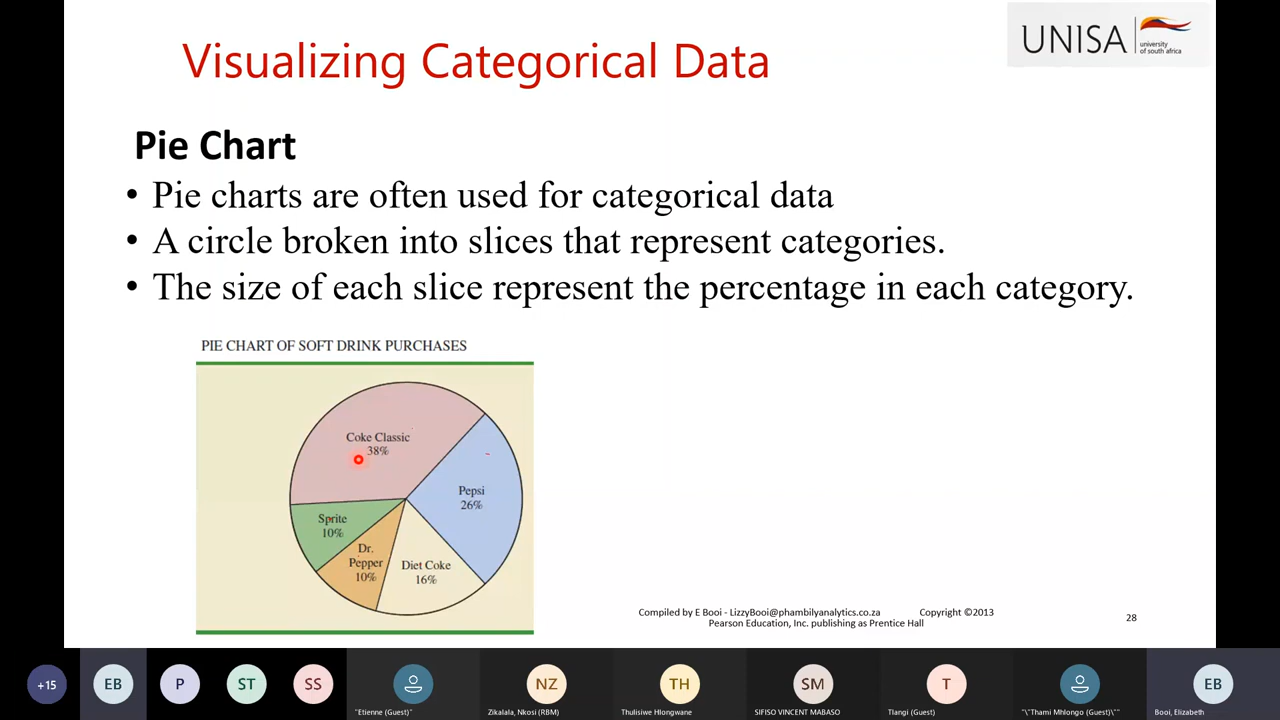 Visualizing Categorical Data
UNISA
university
of south africa
Pie Chart
• Pie charts are often used for categorical data
• A circle broken into slices that represent categories.
• The size of each slice represent the percentage in each category.
PIE CHART OF SOFT DRINK PURCHASES
Coke Classic
38%
Pepsi
26%
Sprite
10%
Dr.
Pepper
10%
Diet Coke
16%
Compiled by E Booi - LizzyBooi@phambilyanalytics.co.za Copyright ©2013
Pearson Education, Inc. publishing as Prentice Hall
28
+15
EB
P
ST
SS
"Etienne (Guest)"
NZ
Zikalala, Nkosi (RBM)
TH
Thulisiwe Hlongwane
SM
SIFISO VINCENT MABASO
T
Tlangi (Guest)
"\"Thami Mhlongo (Guest)\""
EB
Booi, Elizabeth